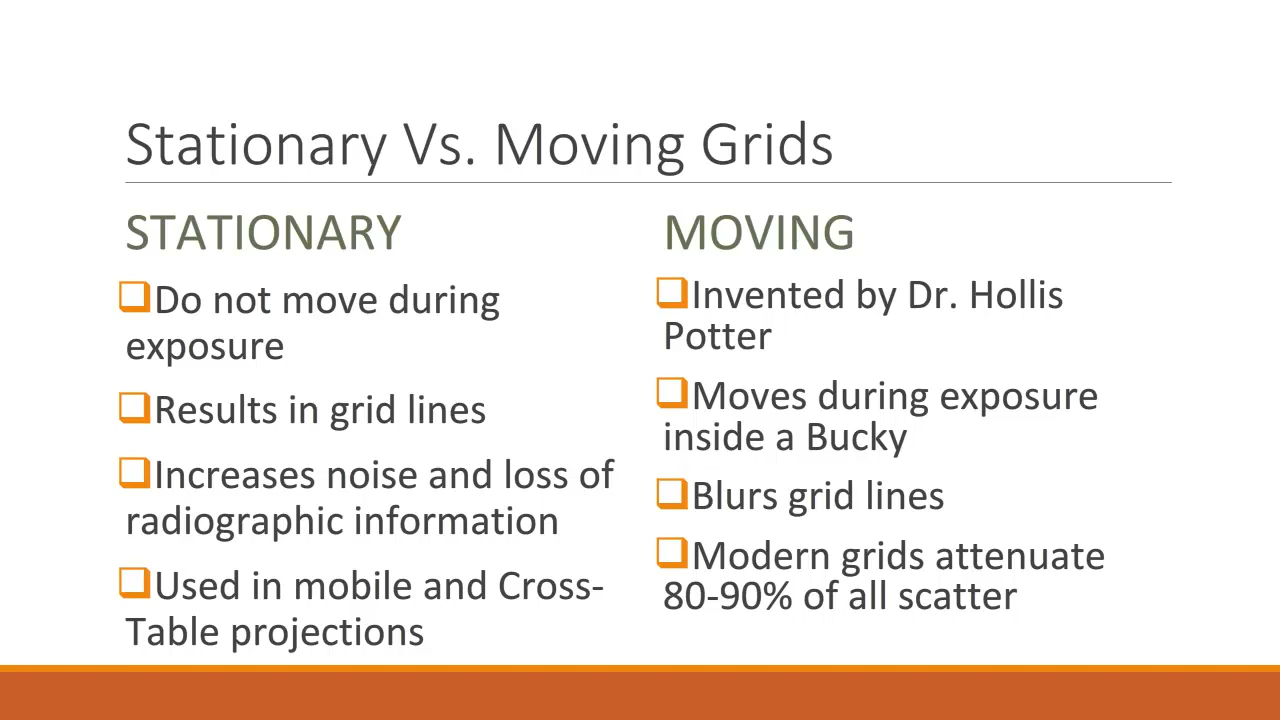 Stationary Vs. Moving Grids
STATIONARY
❑Do not move during
exposure
❑Results in grid lines
❑Increases noise and loss of
radiographic information
❑Used in mobile and Cross-
Table projections
MOVING
❑Invented by Dr. Hollis
Potter
❑Moves during exposure
inside a Bucky
❑Blurs grid lines
❑Modern grids attenuate
80-90% of all scatter